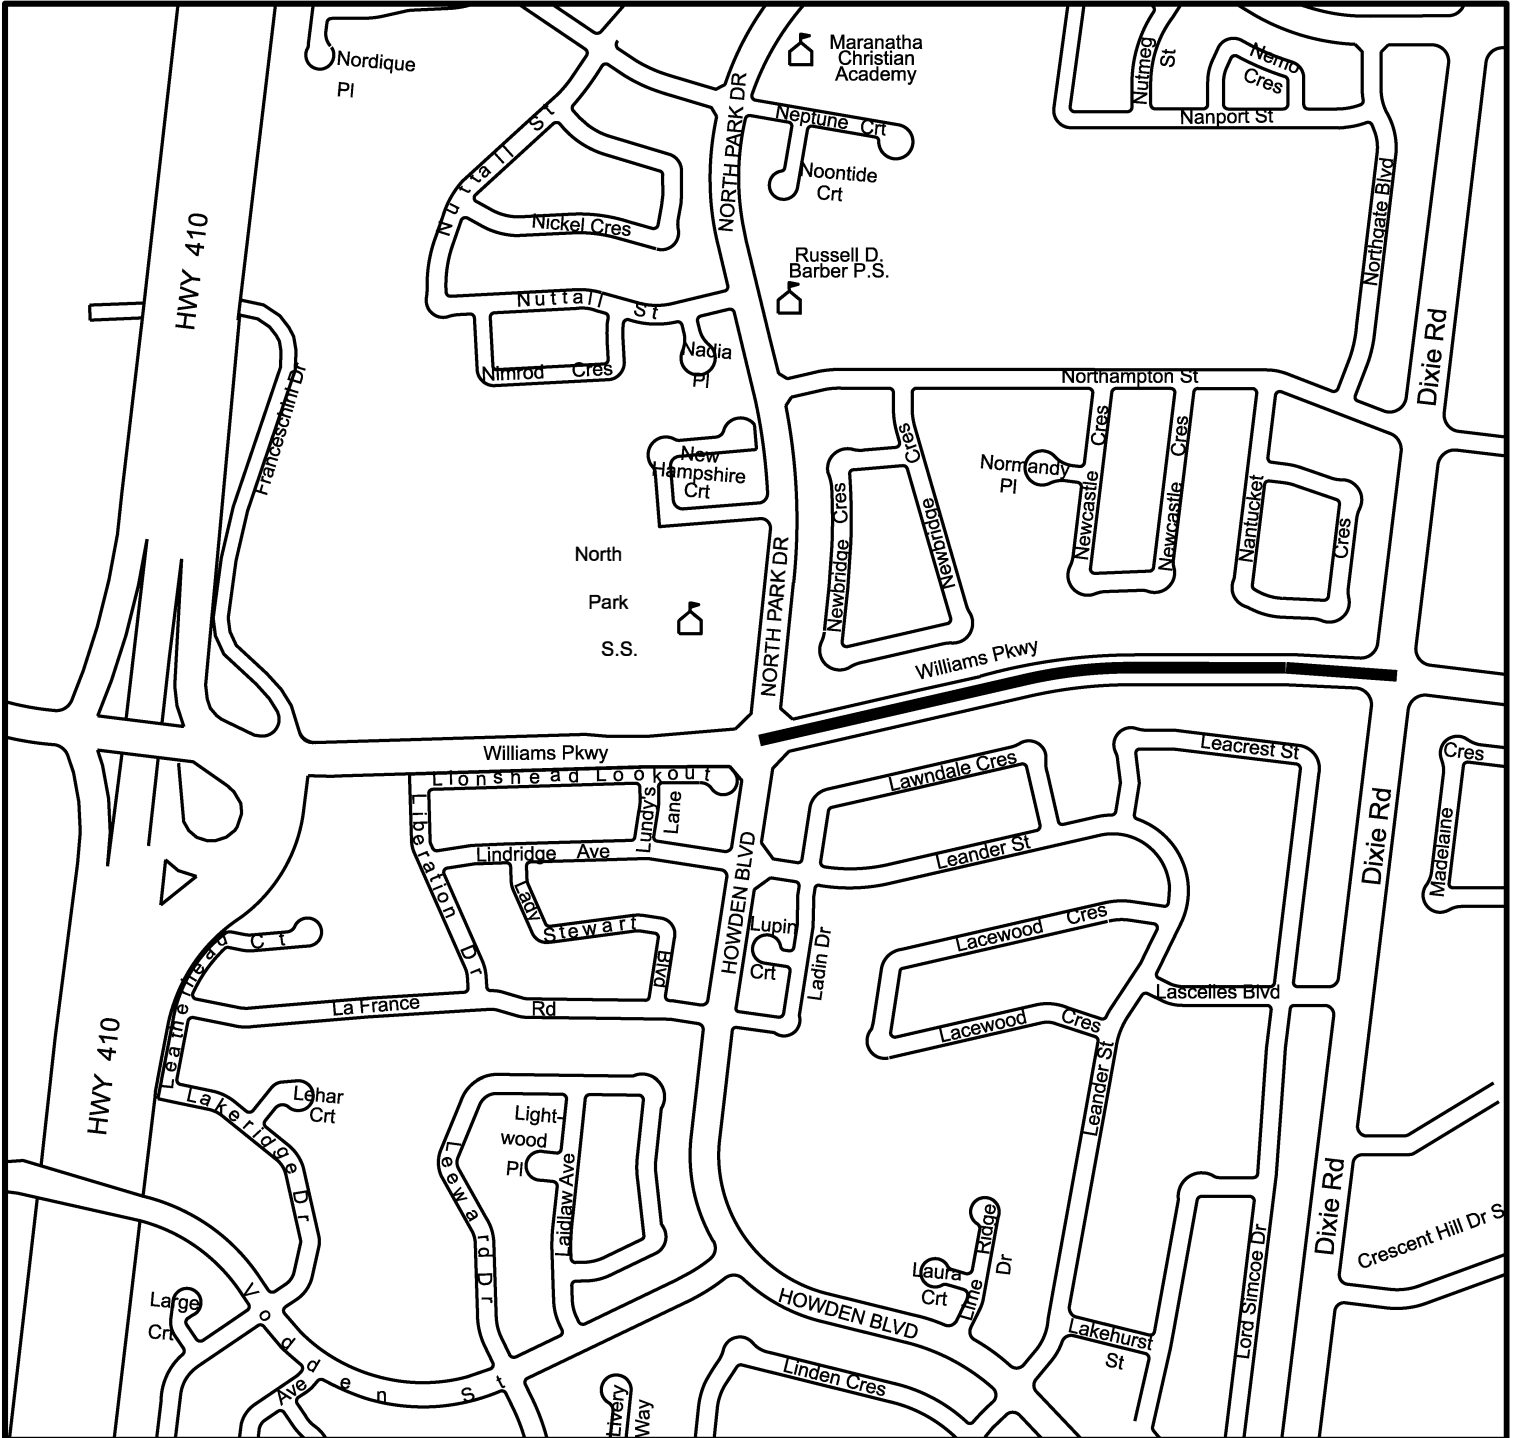 Nordique
Pl
Maranatha
Christian
Academy
Nutmeg
St
Nemo
Cres
Nanport St
NORTH PARK DR
Neptune Crt
Noontide
Crt
Nuttall St
Nickel Cres
Northgate Blvd
HWY 410
Russell D.
Barber P.S.
Nuttall St
Nimrod Cres
Nadia
Pl
Dixie Rd
Northampton St
Franceschini Dr
New
Hampshire
Crt
Cres
Newbridge Cres
Newbridge
Normandy
Pl
Newcastle Cres
Newcastle Cres
Nantucket
Cres
North
Park
S.S.
NORTH PARK DR
Williams Pkwy
Williams Pkwy
Lionshead Lookout
Liberation Dr
Lundy's
Lane
Lindridge Ave
Lawndale Cres
Leacrest St
Cres
Madelaine
Dixie Rd
Leander St
HOWDEN BLVD
Lady
Stewart
Blvd
Lupin
Crt
Ladin Dr
Lacewood Cres
Leatherhead Ct
La France Rd
Lascelles Blvd
Lacewood Cres
Leander St
HWY 410
Lakeridge Dr
Lehar
Crt
Leeward Dr
Light-
wood
Pl
Laidlaw Ave
Ridge
Lime Dr
Laura
Crt
Dixie Rd
Crescent Hill Dr S
Lord Simcoe Dr
Large
Crt
Vodden St
Ave
HOWDEN BLVD
Lakehurst
St
Linden Cres
Livery
Way